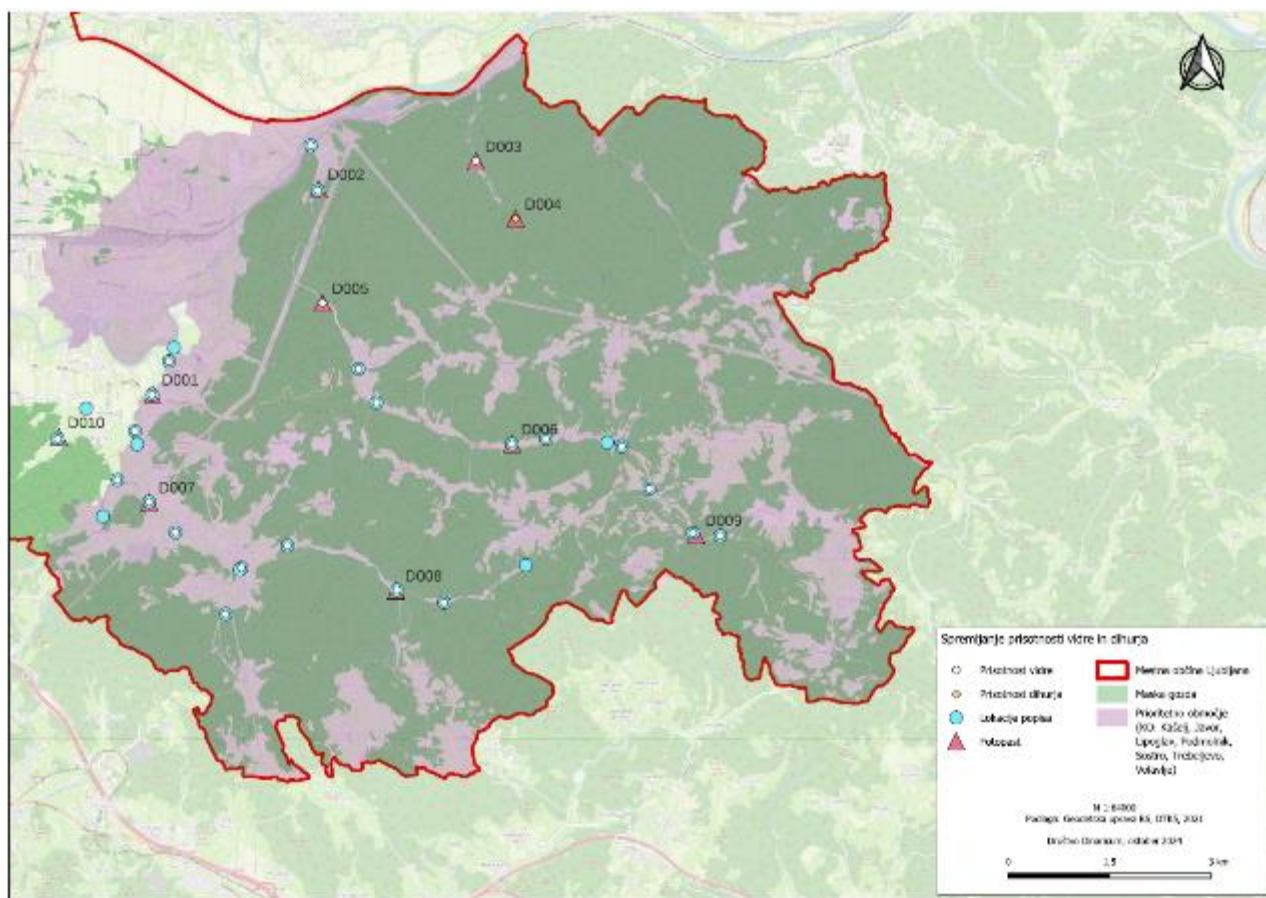 D003
D002
D004
D005
D001
D010
D006
D007
D009
D008
Spremljanje prisotnosti vidre in dihurja
Prisotnost vidre
Prisotnost dihurja
Lokacija popisa
Fotopast
Mestna občina Ljubljana
Maska gozda
Prioritetno območje
(KO: Kašelj, Javor,
Lipoglav, Podmolnik,
Sostro, Trebeljevo,
Volavlje)
M 1:64000
Podlaga: Geodetska uprava RS, DTK5, 2021
Društvo Dinaricum, oktober 2024
0 1.5 3 km